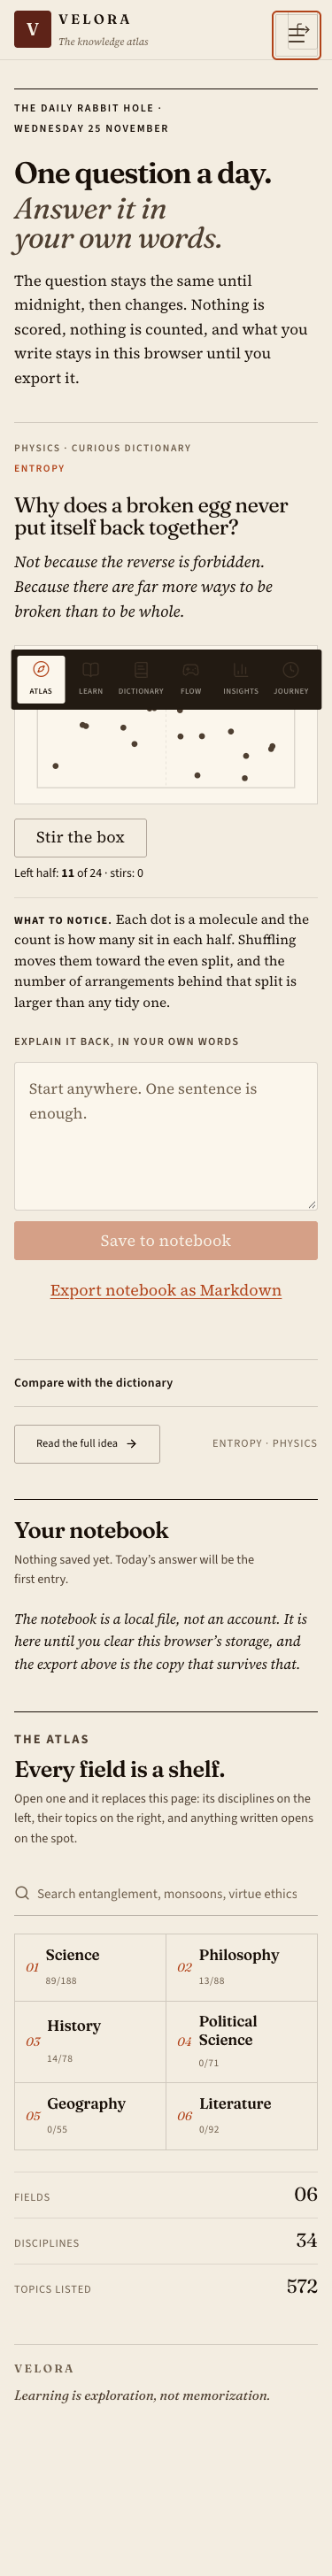 V
VELORA
The knowledge atlas
THE DAILY RABBIT HOLE ·
WEDNESDAY 25 NOVEMBER
One question a day.
Answer it in
your own words.
The question stays the same until
midnight, then changes. Nothing is
scored, nothing is counted, and what you
write stays in this browser until you
export it.
PHYSICS · CURIOUS DICTIONARY
ENTROPY
Why does a broken egg never
put itself back together?
Not because the reverse is forbidden.
Because there are far more ways to be
broken than to be whole.
ATLAS LEARN DICTIONARY FLOW INSIGHTS JOURNEY
Stir the box
Left half: 11 of 24 · stirs: 0
WHAT TO NOTICE. Each dot is a molecule and the
count is how many sit in each half. Shuffling
moves them toward the even split, and the
number of arrangements behind that split is
larger than any tidy one.
EXPLAIN IT BACK, IN YOUR OWN WORDS
Start anywhere. One sentence is
enough.
Save to notebook
Export notebook as Markdown
Compare with the dictionary
Read the full idea →
ENTROPY · PHYSICS
Your notebook
Nothing saved yet. Today’s answer will be the
first entry.
The notebook is a local file, not an account. It is
here until you clear this browser’s storage, and
the export above is the copy that survives that.
THE ATLAS
Every field is a shelf.
Open one and it replaces this page: its disciplines on the
left, their topics on the right, and anything written opens
on the spot.
Search entanglement, monsoons, virtue ethics
01 Science
89/188
02 Philosophy
13/88
03 History
14/78
04 Political
Science
0/71
05 Geography
0/55
06 Literature
0/92
FIELDS 06
DISCIPLINES 34
TOPICS LISTED 572
VELORA
Learning is exploration, not memorization.